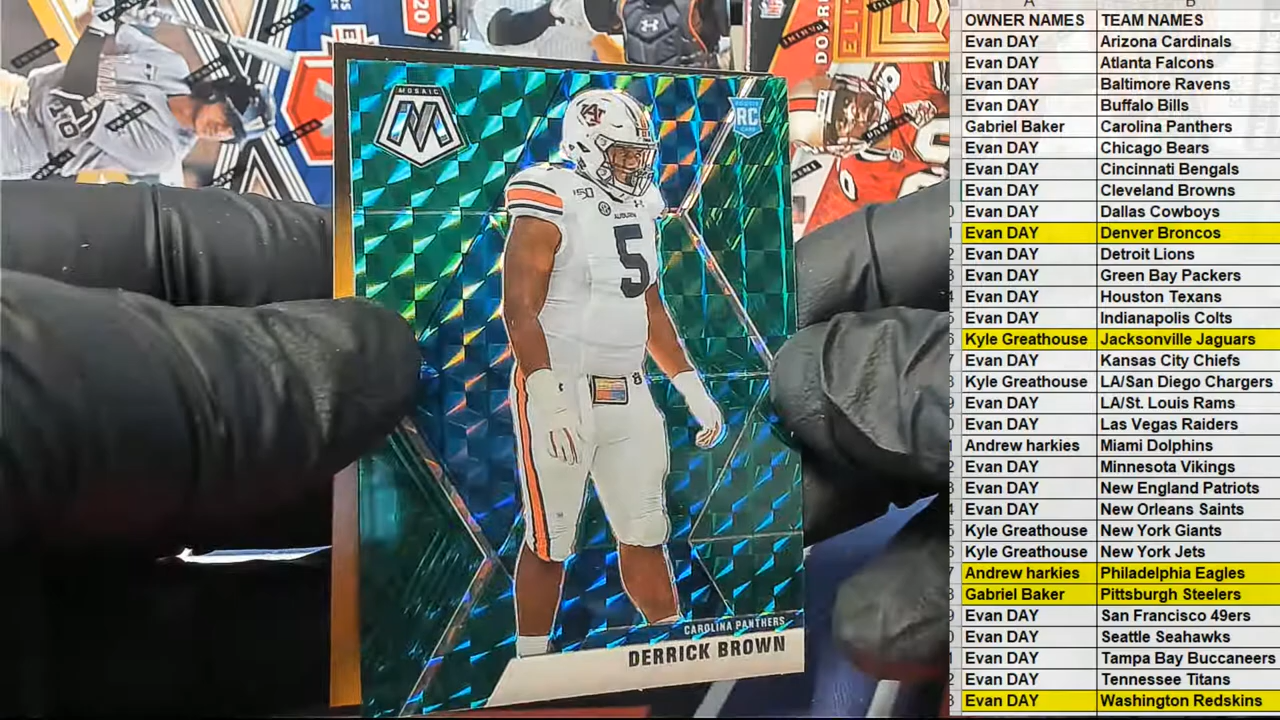 20
ELIT
MOSAIC
M
ROOKIE
RC
CARD
150
AUBURN
5
CAROLINA PANTHERS
DERRICK BROWN
A B
OWNER NAMES TEAM NAMES
Evan DAY Arizona Cardinals
Evan DAY Atlanta Falcons
Evan DAY Baltimore Ravens
Evan DAY Buffalo Bills
Gabriel Baker Carolina Panthers
Evan DAY Chicago Bears
Evan DAY Cincinnati Bengals
Evan DAY Cleveland Browns
Evan DAY Dallas Cowboys
Evan DAY Denver Broncos
Evan DAY Detroit Lions
Evan DAY Green Bay Packers
Evan DAY Houston Texans
Evan DAY Indianapolis Colts
Kyle Greathouse Jacksonville Jaguars
Evan DAY Kansas City Chiefs
Kyle Greathouse LA/San Diego Chargers
Evan DAY LA/St. Louis Rams
Evan DAY Las Vegas Raiders
Andrew harkies Miami Dolphins
Evan DAY Minnesota Vikings
Evan DAY New England Patriots
Evan DAY New Orleans Saints
Kyle Greathouse New York Giants
Kyle Greathouse New York Jets
Andrew harkies Philadelphia Eagles
Gabriel Baker Pittsburgh Steelers
Evan DAY San Francisco 49ers
Evan DAY Seattle Seahawks
Evan DAY Tampa Bay Buccaneers
Evan DAY Tennessee Titans
Evan DAY Washington Redskins